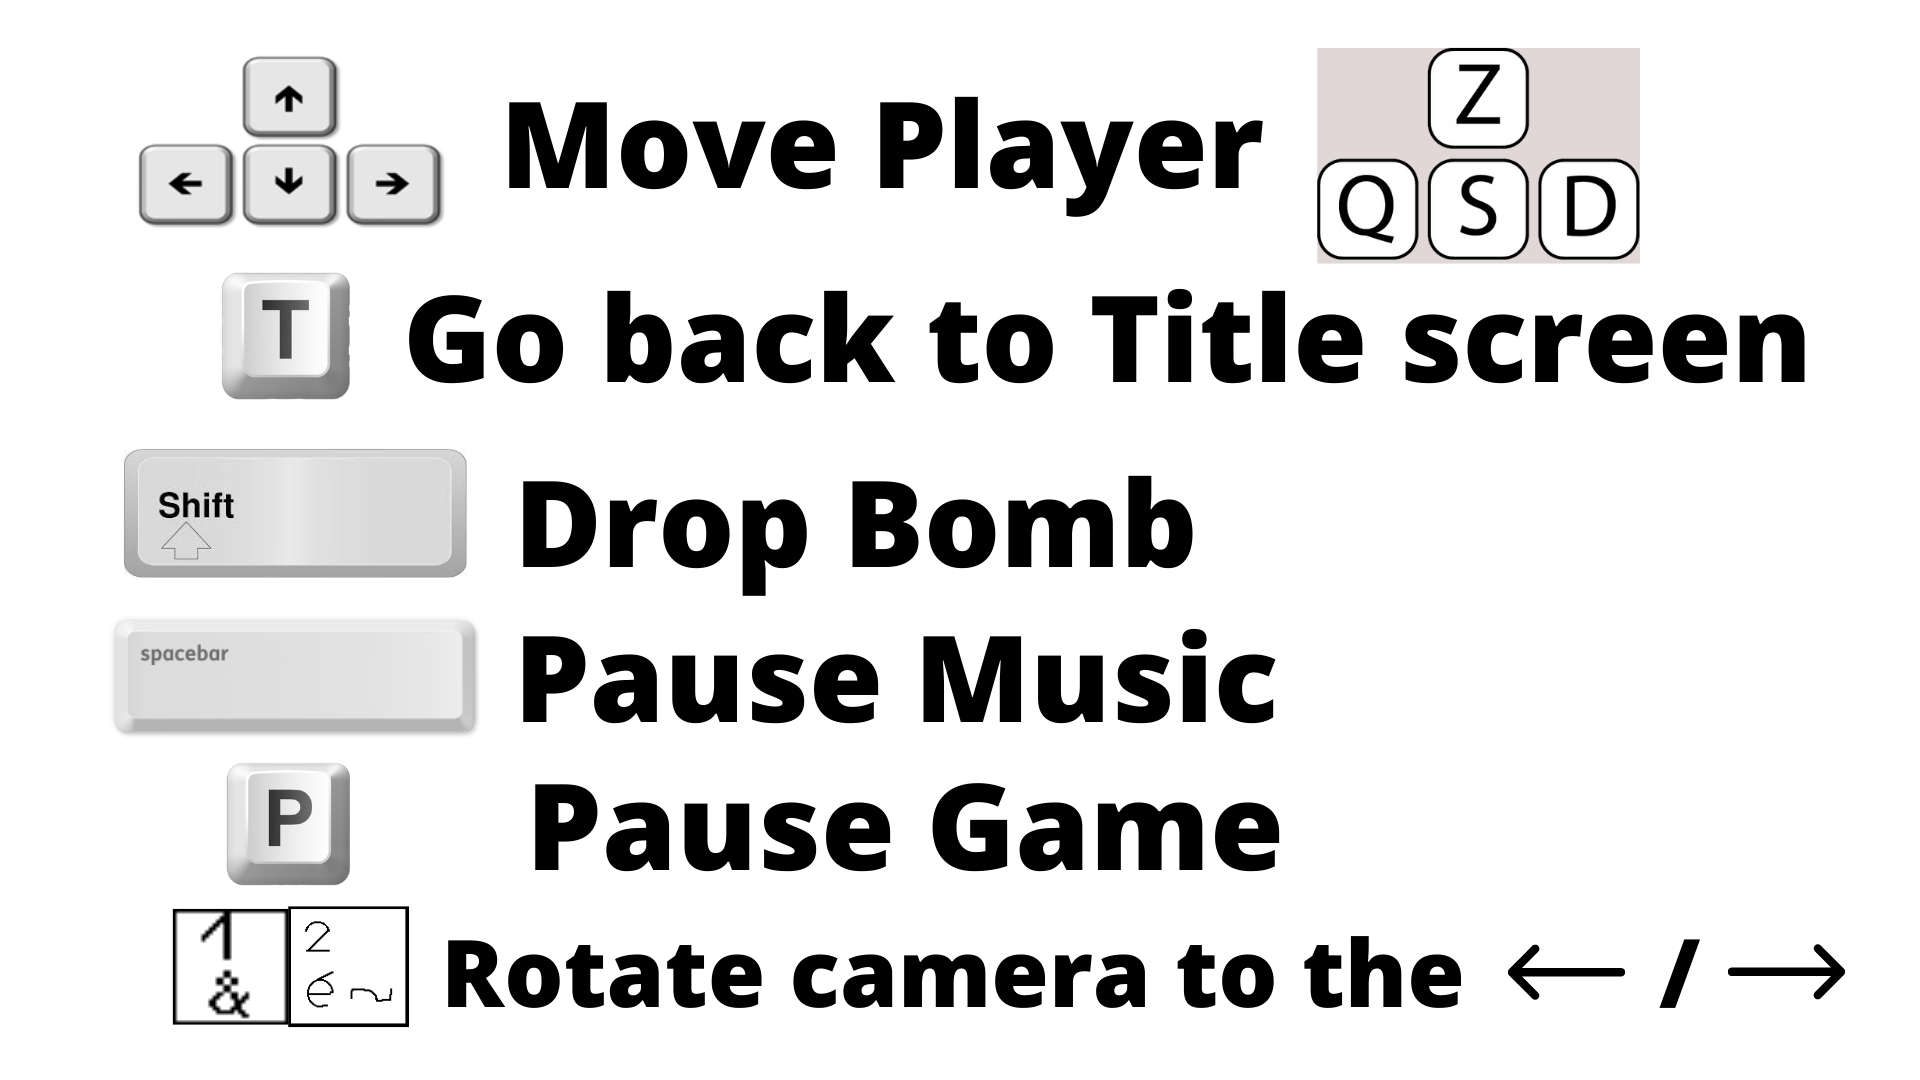 ↑
← ↓ →
Move Player
Z
Q S D
T Go back to Title screen
Shift Drop Bomb
spacebar Pause Music
P Pause Game
1 & 2 é ~ Rotate camera to the ← / →